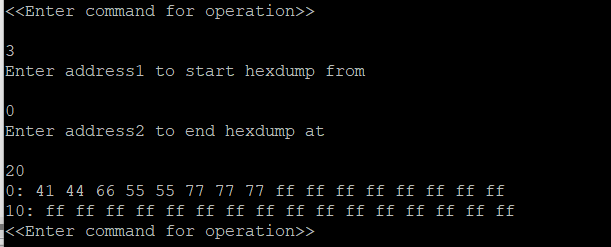 <<Enter command for operation>>
3
Enter address1 to start hexdump from
0
Enter address2 to end hexdump at
20
0: 41 44 66 55 55 77 77 77 ff ff ff ff ff ff ff ff
10: ff ff ff ff ff ff ff ff ff ff ff ff ff ff ff ff
<<Enter command for operation>>